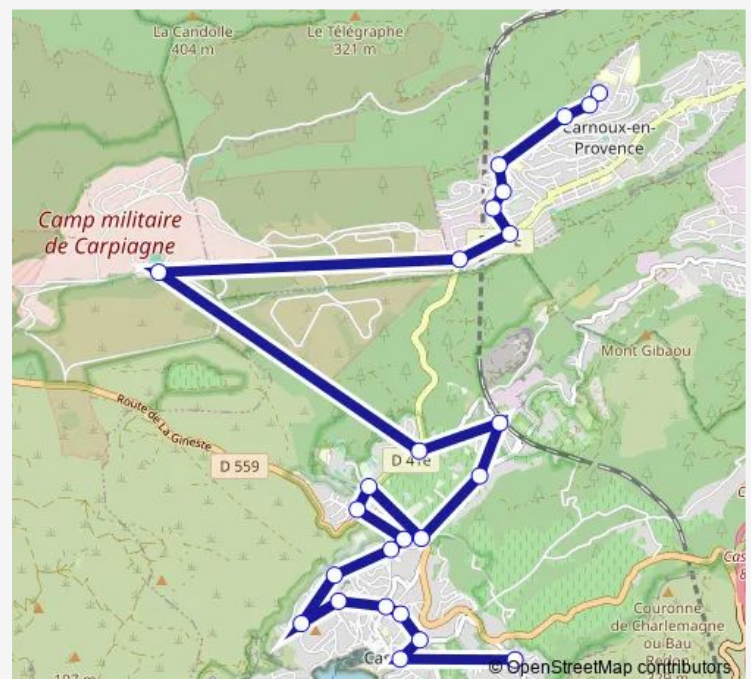 La Candolle
404 m
Le Télégraphe
321 m
Carnoux-en-
Provence
Camp militaire
de Carpiagne
Mont Gibaou
Route de La Gineste
D 559
D 41e
Couronne
de Charlemagne
ou Bau
© OpenStreetMap contributors